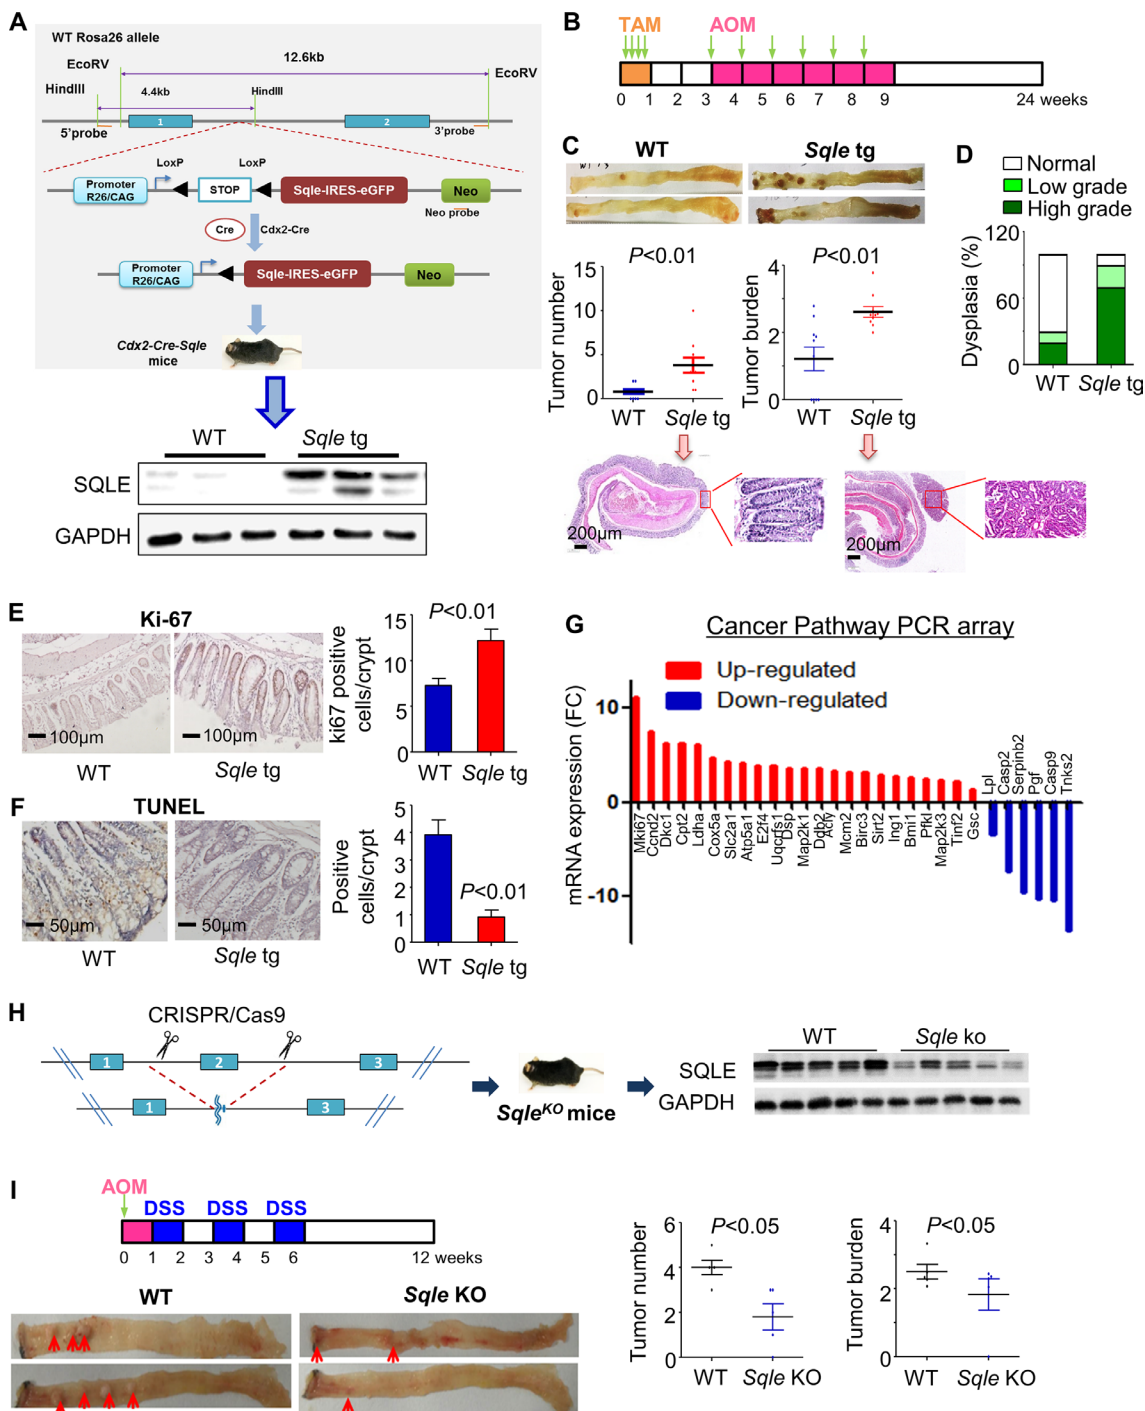 A
WT Rosa26 allele
EcoRV
12.6kb
EcoRV
HindIII
4.4kb
HindIII
1
2
5'probe
3'probe
LoxP
LoxP
Promoter
R26/CAG
STOP
Sqle-IRES-eGFP
Neo
Neo probe
Cre
Cdx2-Cre
Promoter
R26/CAG
Sqle-IRES-eGFP
Neo
Cdx2-Cre-Sqle
mice
WT
Sqle tg
SQLE
GAPDH
B
TAM
AOM
0 1 2 3 4 5 6 7 8 9 24 weeks
C
WT
Sqle tg
P<0.01
Tumor number
15
10
5
0
WT
Sqle tg
P<0.01
Tumor burden
4
2
0
WT
Sqle tg
200μm
200μm
D
Normal
Low grade
High grade
Dysplasia (%)
120
60
0
WT
Sqle tg
E
Ki-67
100μm
100μm
WT
Sqle tg
P<0.01
ki67 positive
cells/crypt
15
10
5
0
WT
Sqle tg
F
TUNEL
50μm
50μm
WT
Sqle tg
P<0.01
Positive
cells/crypt
5
4
3
2
1
0
WT
Sqle tg
G
Cancer Pathway PCR array
Up-regulated
Down-regulated
mRNA expression (FC)
10
0
-10
Mki67
Ccnd2
Dkc1
Cpt2
Ldha
Cox5a
Slc2a1
Atp5a1
E2f4
Uqcrfs1
Dsp
Map2k1
Ddb2
Acly
Mcm2
Birc3
Sirt2
Ing1
Bmi1
Pfkl
Map2K3
Tinf2
Gsc
Lpl
Casp2
Serpinb2
Pgf
Casp9
Tnks2
H
CRISPR/Cas9
1
2
3
1
3
SqleKO mice
WT
Sqle ko
SQLE
GAPDH
I
AOM
DSS DSS DSS
0 1 2 3 4 5 6 12 weeks
WT
Sqle KO
P<0.05
Tumor number
6
4
2
0
WT
Sqle KO
P<0.05
Tumor burden
4
2
0
WT
Sqle KO